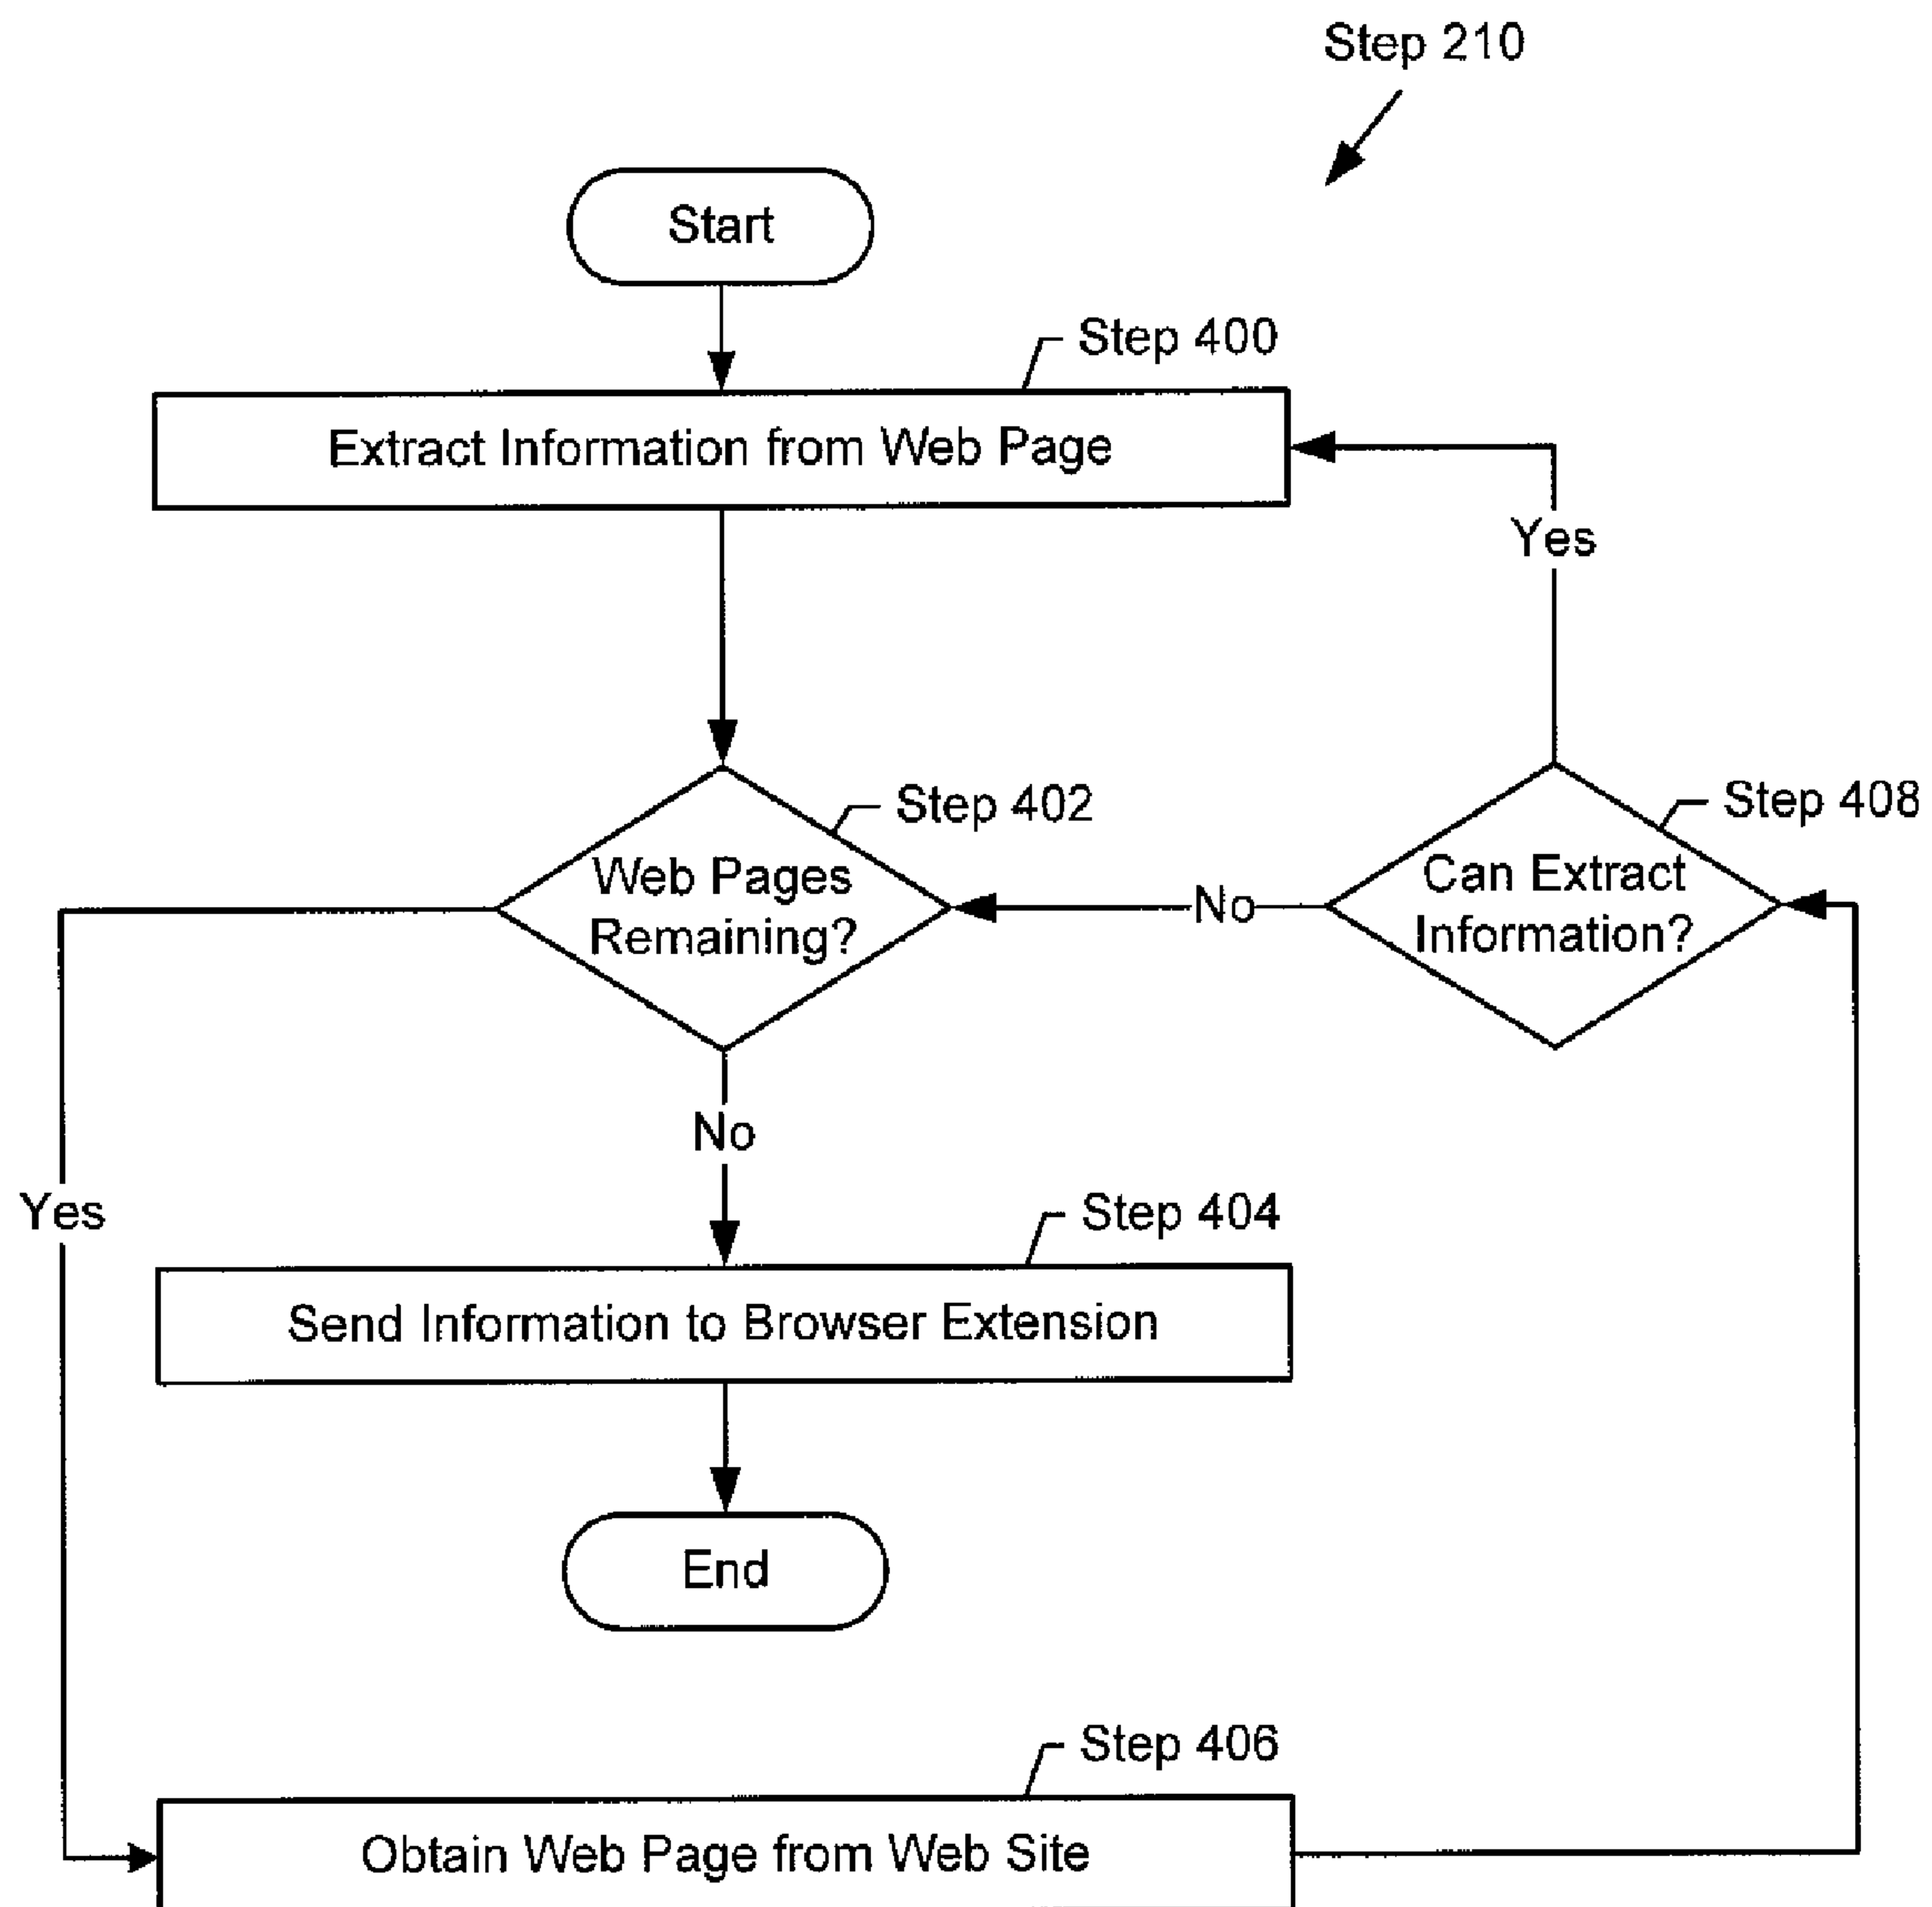 Step 210
Start
Step 400
Extract Information from Web Page
Yes
Step 402
Web Pages
Remaining?
No
Step 408
Can Extract
Information?
No
Yes
Step 404
Send Information to Browser Extension
End
Step 406
Obtain Web Page from Web Site